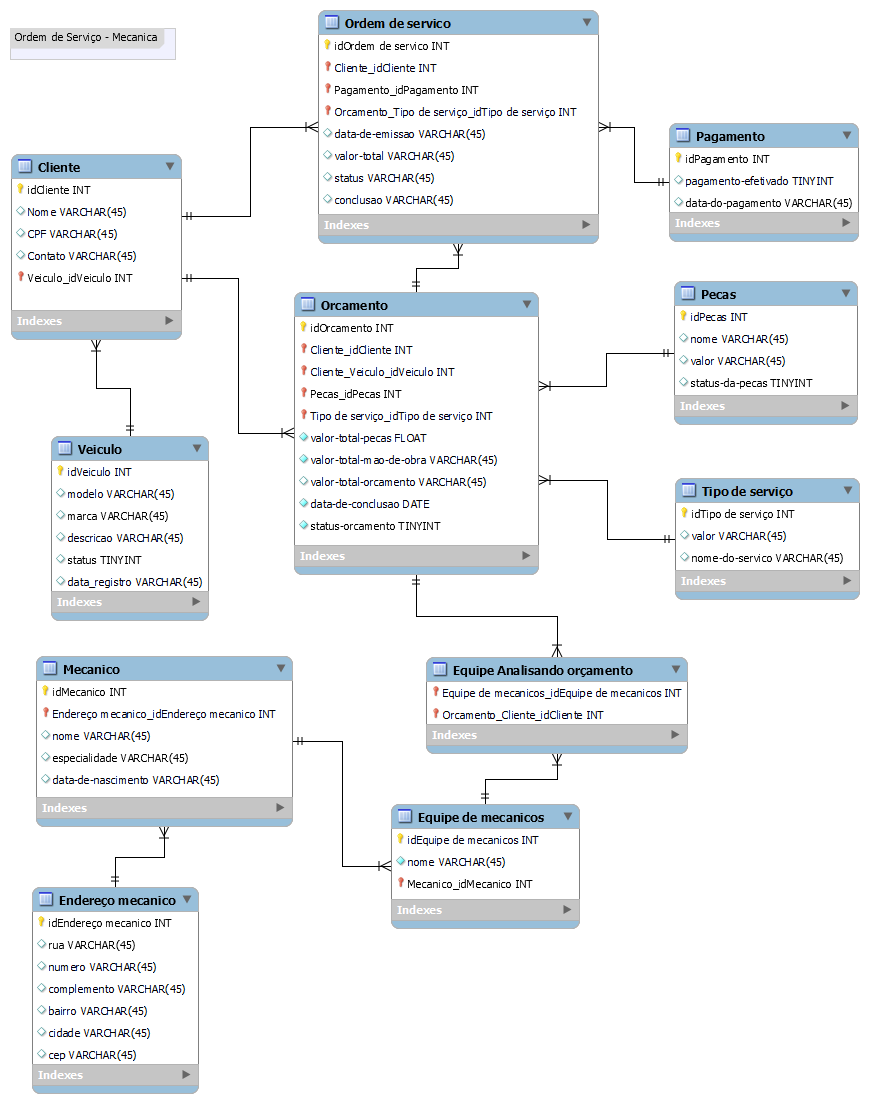 Ordem de Serviço - Mecanica
Ordem de servico
idOrdem de servico INT
Cliente_idCliente INT
Pagamento_idPagamento INT
Orcamento_Tipo de serviço_idTipo de serviço INT
data-de-emissao VARCHAR(45)
valor-total VARCHAR(45)
status VARCHAR(45)
conclusao VARCHAR(45)
Indexes
Pagamento
idPagamento INT
pagamento-efetivado TINYINT
data-do-pagamento VARCHAR(45)
Indexes
Cliente
idCliente INT
Nome VARCHAR(45)
CPF VARCHAR(45)
Contato VARCHAR(45)
Veiculo_idVeiculo INT
Indexes
Orcamento
idOrcamento INT
Cliente_idCliente INT
Cliente_Veiculo_idVeiculo INT
Pecas_idPecas INT
Tipo de serviço_idTipo de serviço INT
valor-total-pecas FLOAT
valor-total-mao-de-obra VARCHAR(45)
valor-total-orcamento VARCHAR(45)
data-de-conclusao DATE
status-orcamento TINYINT
Indexes
Pecas
idPecas INT
nome VARCHAR(45)
valor VARCHAR(45)
status-da-pecas TINYINT
Indexes
Veiculo
idVeiculo INT
modelo VARCHAR(45)
marca VARCHAR(45)
descricao VARCHAR(45)
status TINYINT
data_registro VARCHAR(45)
Indexes
Tipo de serviço
idTipo de serviço INT
valor VARCHAR(45)
nome-do-servico VARCHAR(45)
Indexes
Mecanico
idMecanico INT
Endereço mecanico_idEndereço mecanico INT
nome VARCHAR(45)
especialidade VARCHAR(45)
data-de-nascimento VARCHAR(45)
Indexes
Equipe Analisando orçamento
Equipe de mecanicos_idEquipe de mecanicos INT
Orcamento_Cliente_idCliente INT
Indexes
Equipe de mecanicos
idEquipe de mecanicos INT
nome VARCHAR(45)
Mecanico_idMecanico INT
Indexes
Endereço mecanico
idEndereço mecanico INT
rua VARCHAR(45)
numero VARCHAR(45)
complemento VARCHAR(45)
bairro VARCHAR(45)
cidade VARCHAR(45)
cep VARCHAR(45)
Indexes